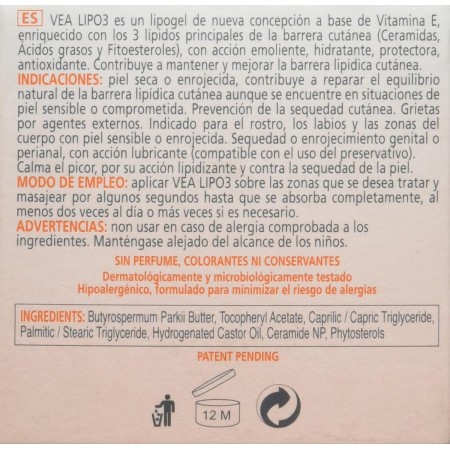 ES VEA LIPO3 es un lipogel de nueva concepción a base de Vitamina E,
enriquecido con los 3 lípidos principales de la barrera cutánea (Ceramidas,
Ácidos grasos y Fitoesteroles), con acción emoliente, hidratante, protectora,
antioxidante. Contribuye a mantener y mejorar la barrera lipídica cutánea.
INDICACIONES: piel seca o enrojecida, contribuye a reparar el equilibrio
natural de la barrera lipídica cutánea aunque se encuentre en situaciones de
piel sensible o comprometida. Prevención de la sequedad cutánea. Grietas
por agentes externos. Indicado para el rostro, los labios y las zonas del
cuerpo con piel sensible o enrojecida. Sequedad o enrojecimiento genital o
perianal, con acción lubricante (compatible con el uso del preservativo).
Calma el picor, por su acción lipidizante y contra la sequedad de la piel.
MODO DE EMPLEO: aplicar VEA LIPO3 sobre las zonas que se desea tratar y
masajear por algunos segundos hasta que se absorba completamente, al
menos dos veces al día o más veces si es necesario.
ADVERTENCIAS: non usar en caso de alergia comprobada a los
ingredientes. Manténgase alejado del alcance de los niños.
SIN PERFUME, COLORANTES NI CONSERVANTES
Dermatológicamente y microbiológicamente testado
Hipoalergénico, formulado para minimizar el riesgo de alergias
INGREDIENTS: Butyrospermum Parkii Butter, Tocopheryl Acetate, Caprilic / Capric Triglyceride,
Palmitic / Stearic Triglyceride, Hydrogenated Castor Oil, Ceramide NP, Phytosterols
PATENT PENDING
12 M